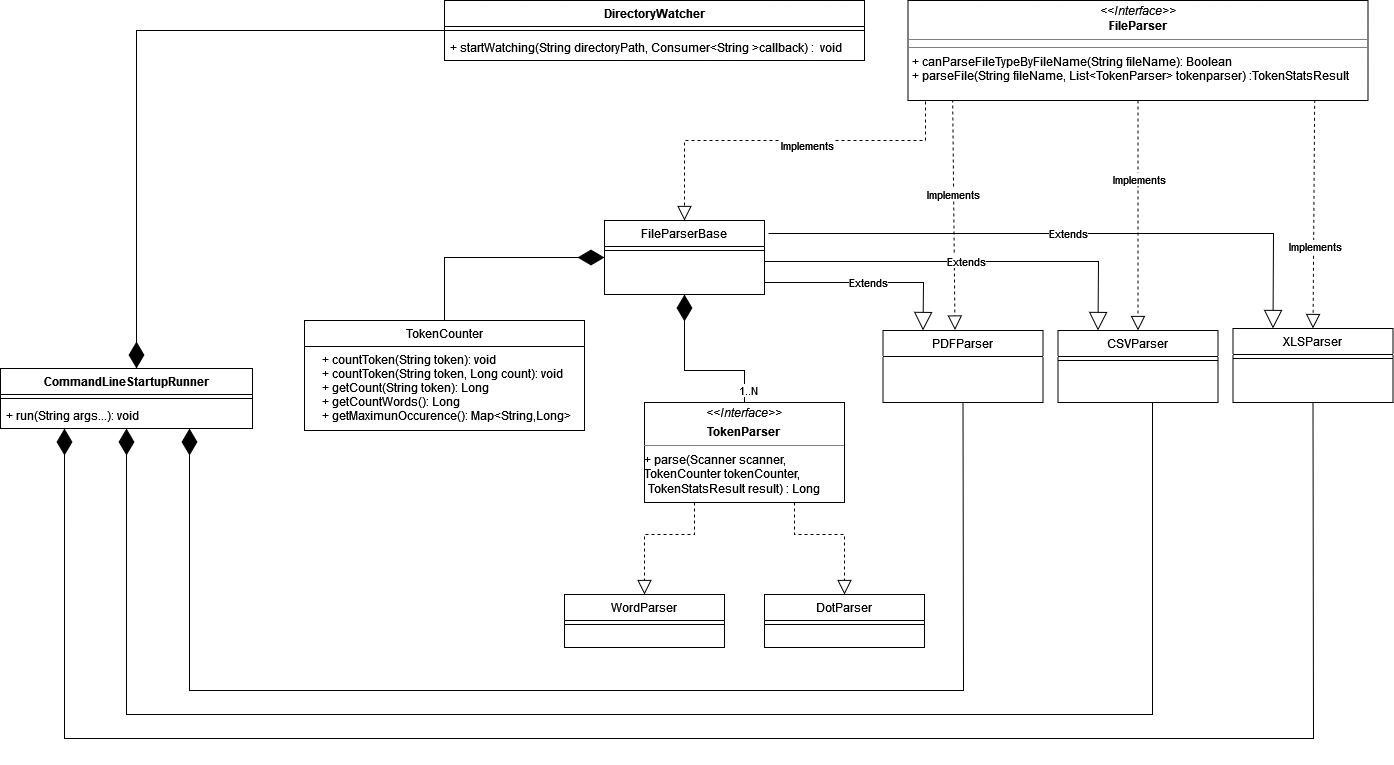 DirectoryWatcher
+ startWatching(String directoryPath, Consumer<String >callback) : void
<<Interface>>
FileParser
+ canParseFileTypeByFileName(String fileName): Boolean
+ parseFile(String fileName, List<TokenParser> tokenparser) :TokenStatsResult
Implements
Implements
Implements
Implements
FileParserBase
Extends
Extends
Extends
TokenCounter
+ countToken(String token): void
+ countToken(String token, Long count): void
+ getCount(String token): Long
+ getCountWords(): Long
+ getMaximunOccurence(): Map<String,Long>
PDFParser
CSVParser
XLSParser
CommandLineStartupRunner
+ run(String args...): void
1..N
<<Interface>>
TokenParser
+ parse(Scanner scanner,
TokenCounter tokenCounter,
TokenStatsResult result) : Long
WordParser
DotParser